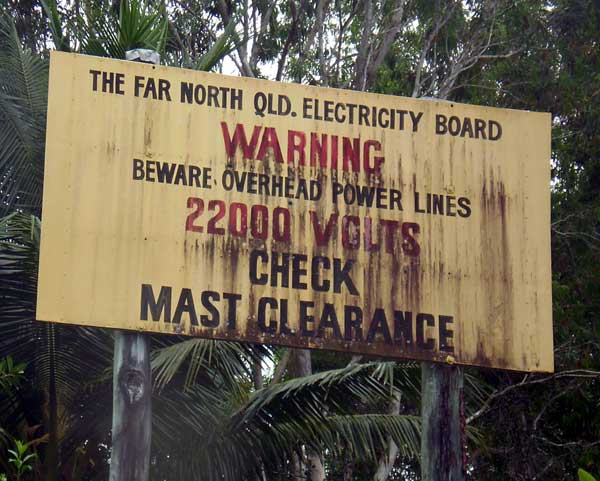 THE FAR NORTH QLD. ELECTRICITY BOARD
WARNING
BEWARE OVERHEAD POWER LINES
22000 VOLTS
CHECK
MAST CLEARANCE